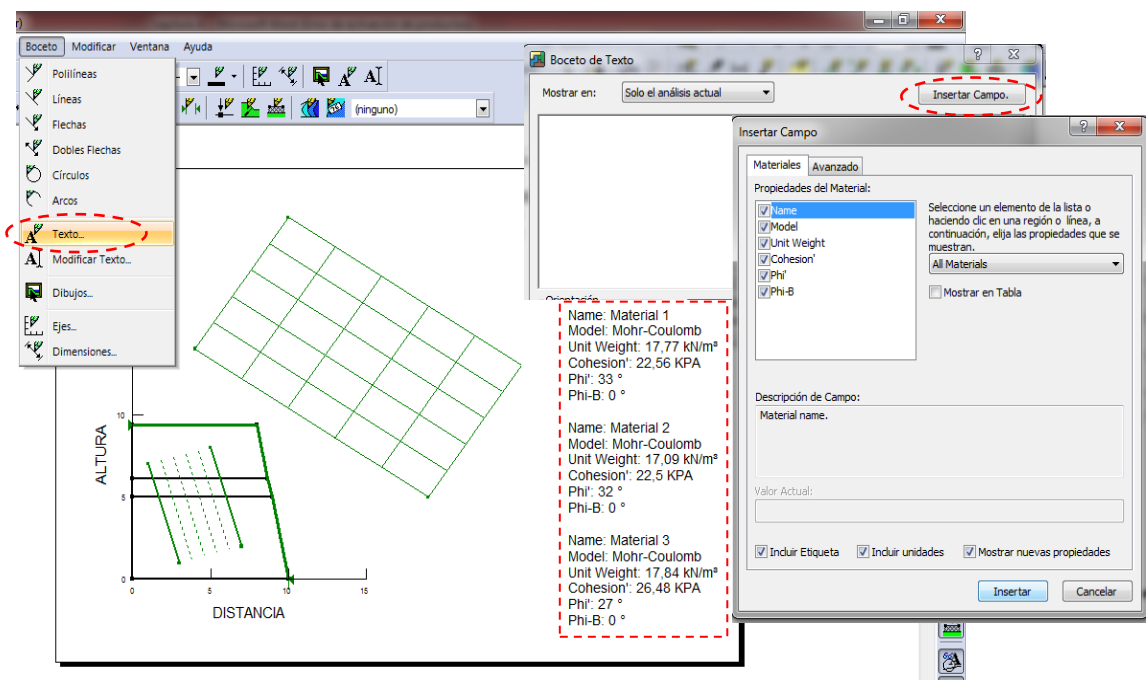 r)
Boceto Modificar Ventana Ayuda
Polilíneas
Líneas
Flechas
Dobles Flechas
Círculos
Arcos
Texto...
Modificar Texto...
Dibujos...
Ejes...
Dimensiones...
(ninguno)
Boceto de Texto
Mostrar en: Solo el análisis actual
Insertar Campo.
Insertar Campo
Materiales Avanzado
Propiedades del Material:
Name
Model
Unit Weight
Cohesion'
Phi'
Phi-B
Seleccione un elemento de la lista o
haciendo clic en una región o línea, a
continuación, elija las propiedades que se
muestran.
All Materials
Mostrar en Tabla
Descripción de Campo:
Material name.
Valor Actual:
Incluir Etiqueta Incluir unidades Mostrar nuevas propiedades
Insertar Cancelar
Orientación
Name: Material 1
Model: Mohr-Coulomb
Unit Weight: 17,77 kN/m³
Cohesion': 22,56 KPA
Phi': 33 °
Phi-B: 0 °
Name: Material 2
Model: Mohr-Coulomb
Unit Weight: 17,09 kN/m³
Cohesion': 22,5 KPA
Phi': 32 °
Phi-B: 0 °
Name: Material 3
Model: Mohr-Coulomb
Unit Weight: 17,84 kN/m³
Cohesion': 26,48 KPA
Phi': 27 °
Phi-B: 0 °
ALTURA
10
5
0
0 5 10 15
DISTANCIA